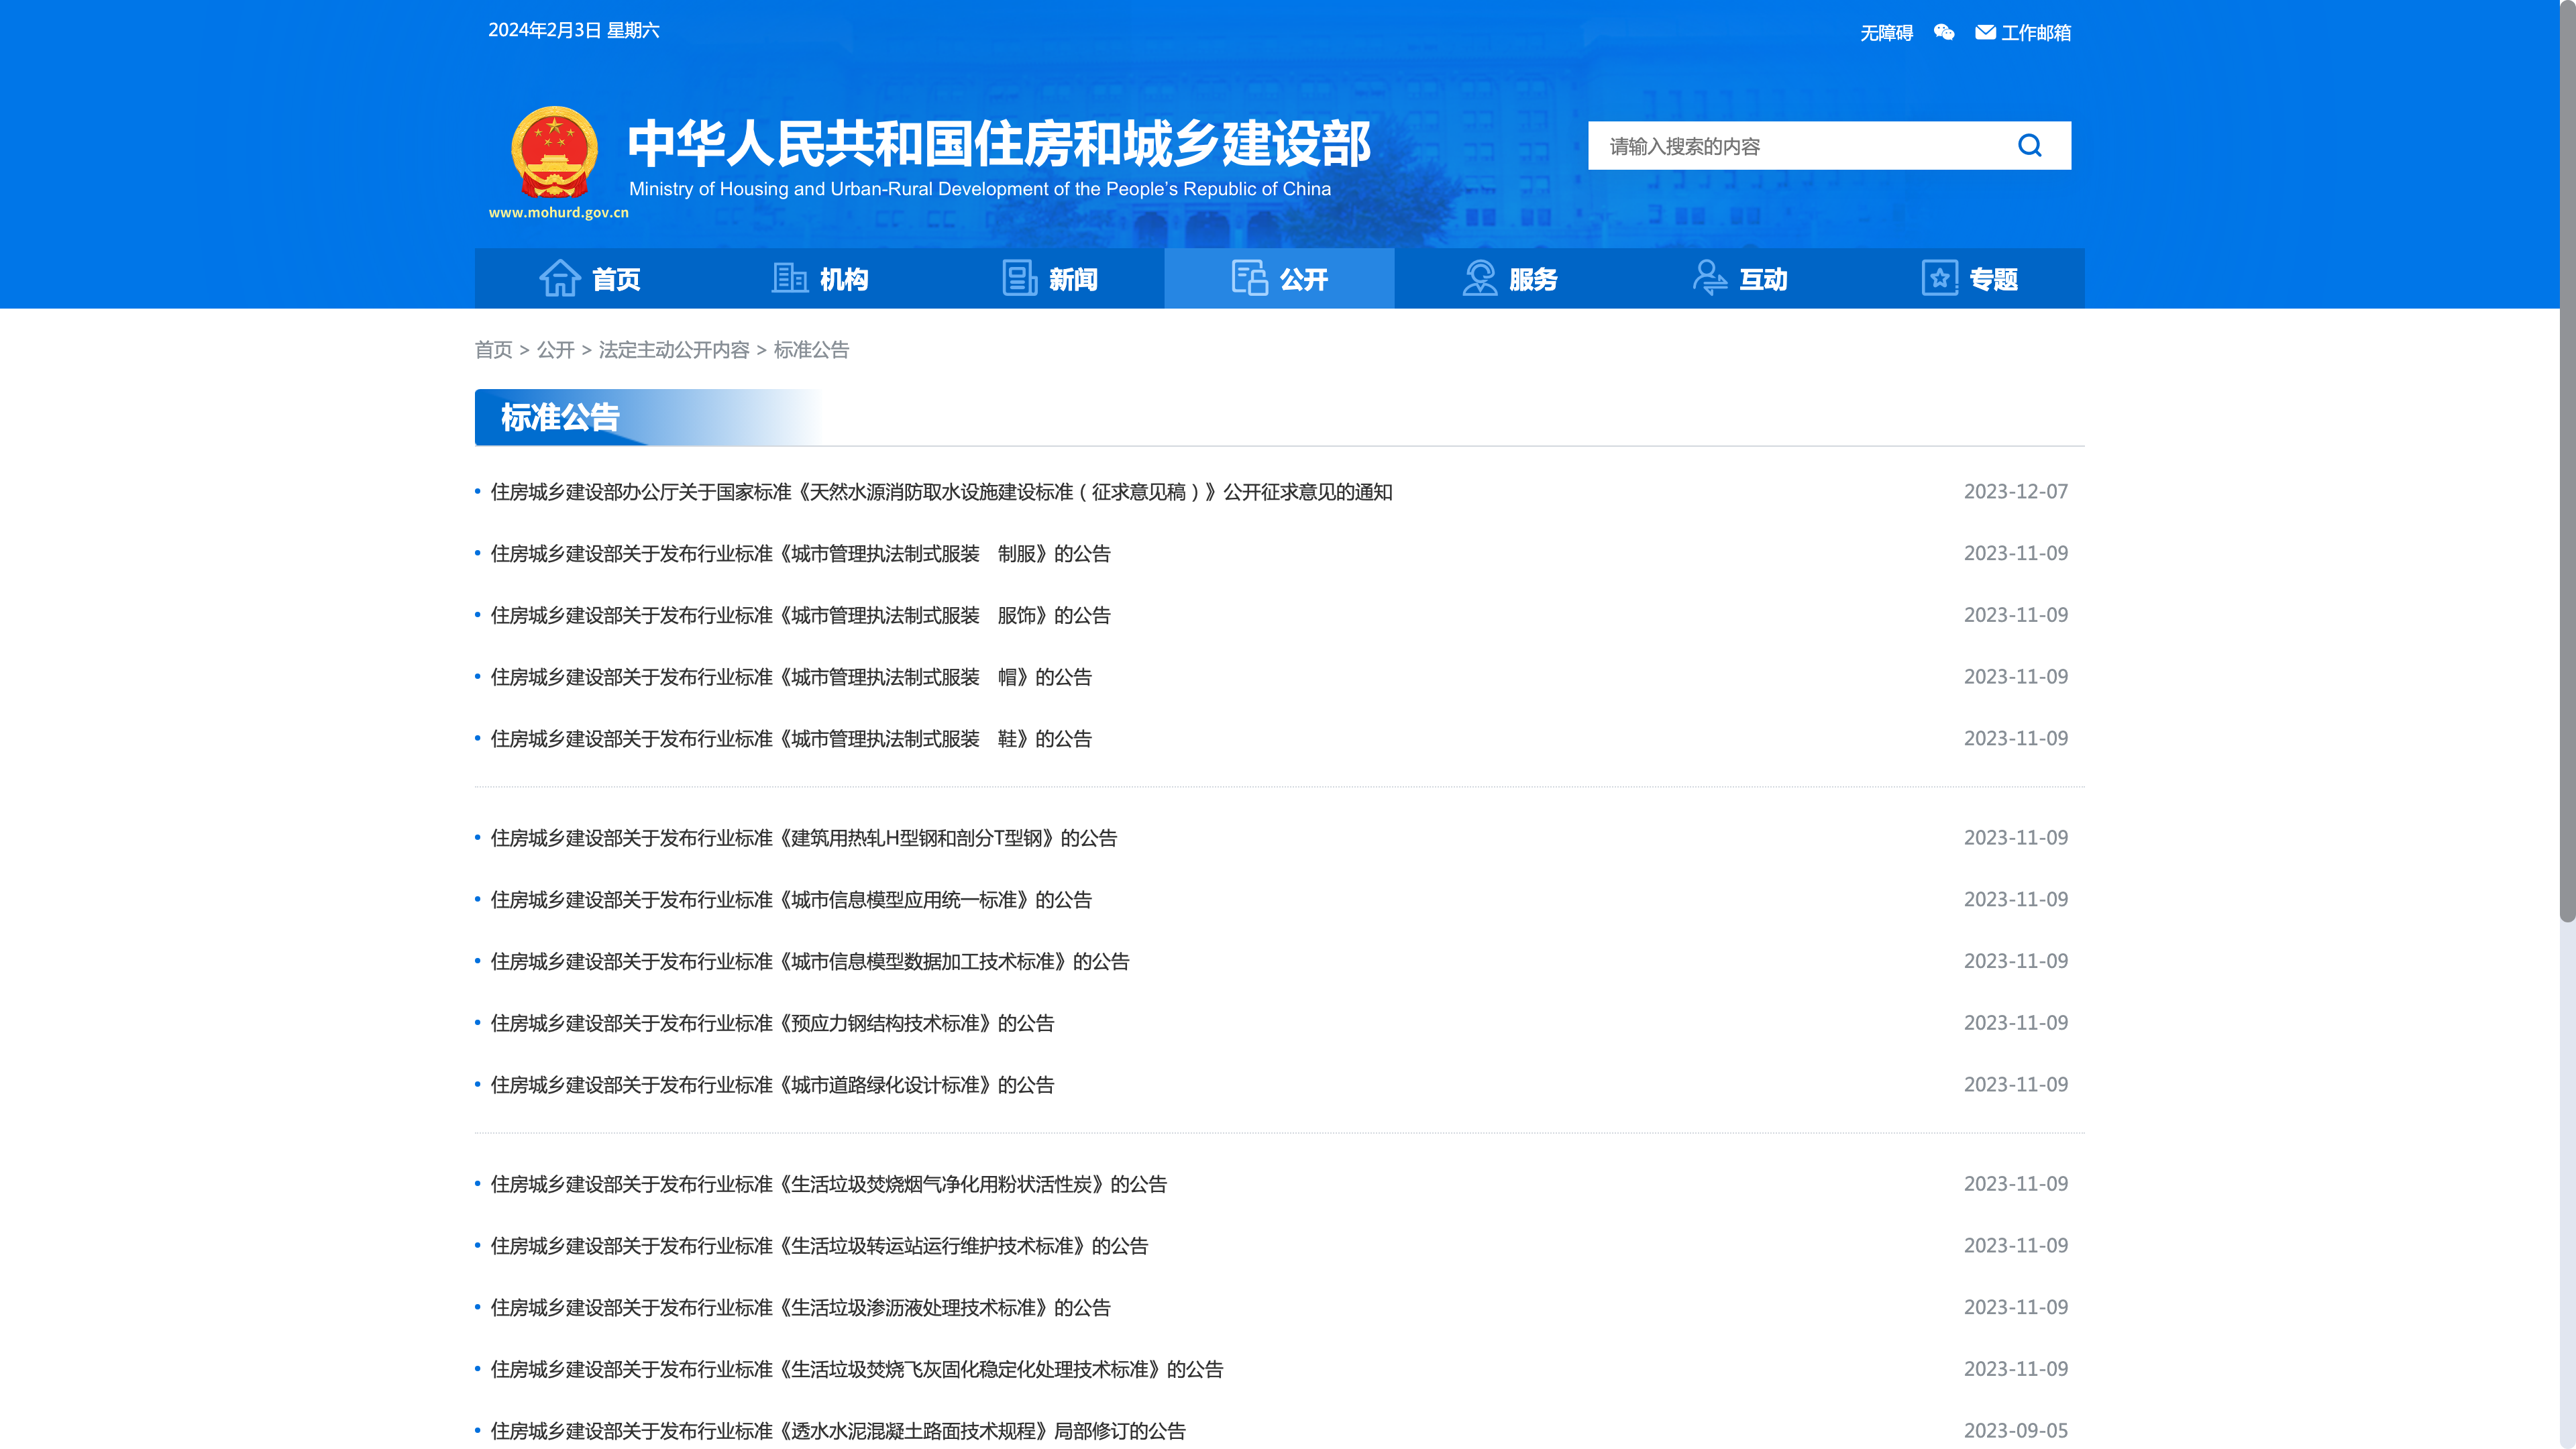 2024年2月3日 星期六
无障碍 工作邮箱
中华人民共和国住房和城乡建设部
请输入搜索的内容
Ministry of Housing and Urban-Rural Development of the People's Republic of China
www.mohurd.gov.cn
首页 机构 新闻 公开 服务 互动 专题
首页 > 公开 > 法定主动公开内容 > 标准公告
标准公告
住房城乡建设部办公厅关于国家标准《天然水源消防取水设施建设标准（征求意见稿）》公开征求意见的通知 2023-12-07
住房城乡建设部关于发布行业标准《城市管理执法制式服装　制服》的公告 2023-11-09
住房城乡建设部关于发布行业标准《城市管理执法制式服装　服饰》的公告 2023-11-09
住房城乡建设部关于发布行业标准《城市管理执法制式服装　帽》的公告 2023-11-09
住房城乡建设部关于发布行业标准《城市管理执法制式服装　鞋》的公告 2023-11-09
住房城乡建设部关于发布行业标准《建筑用热轧H型钢和剖分T型钢》的公告 2023-11-09
住房城乡建设部关于发布行业标准《城市信息模型应用统一标准》的公告 2023-11-09
住房城乡建设部关于发布行业标准《城市信息模型数据加工技术标准》的公告 2023-11-09
住房城乡建设部关于发布行业标准《预应力钢结构技术标准》的公告 2023-11-09
住房城乡建设部关于发布行业标准《城市道路绿化设计标准》的公告 2023-11-09
住房城乡建设部关于发布行业标准《生活垃圾焚烧烟气净化用粉状活性炭》的公告 2023-11-09
住房城乡建设部关于发布行业标准《生活垃圾转运站运行维护技术标准》的公告 2023-11-09
住房城乡建设部关于发布行业标准《生活垃圾渗沥液处理技术标准》的公告 2023-11-09
住房城乡建设部关于发布行业标准《生活垃圾焚烧飞灰固化稳定化处理技术标准》的公告 2023-11-09
住房城乡建设部关于发布行业标准《透水水泥混凝土路面技术规程》局部修订的公告 2023-09-05